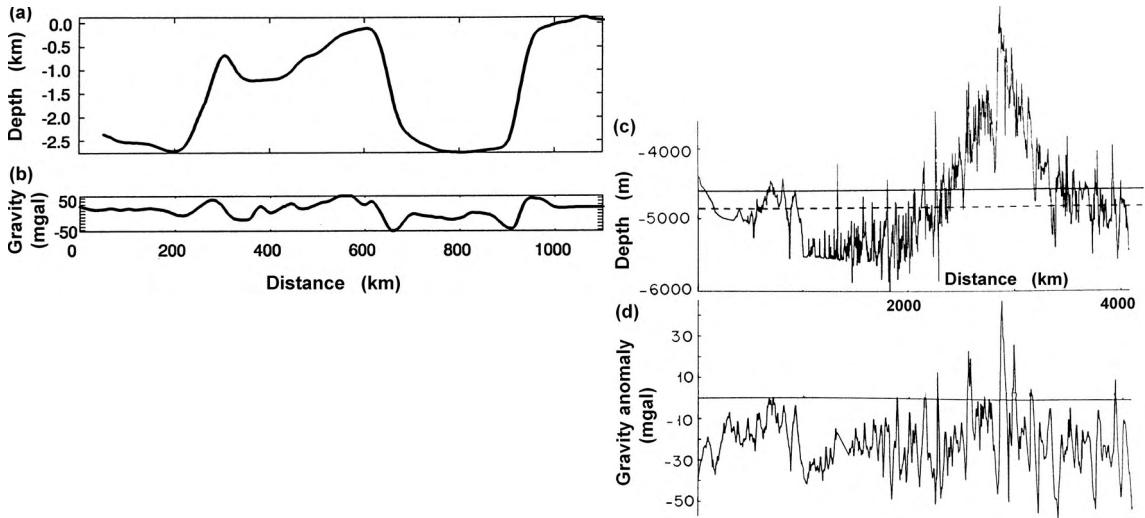 (a)
0.0
-0.5
-1.0
-1.5
-2.0
-2.5
Depth (km)
(b)
50
-50
Gravity
(mgal)
0
200
400
600
800
1000
Distance (km)
(c)
-4000
-5000
-6000
Depth (m)
Distance (km)
2000
4000
(d)
30
10
-10
-30
-50
Gravity anomaly
(mgal)